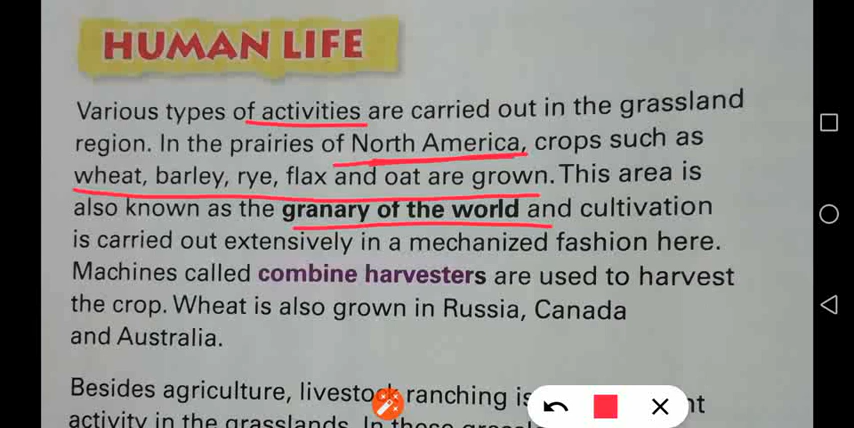 HUMAN LIFE
Various types of activities are carried out in the grassland
region. In the prairies of North America, crops such as
wheat, barley, rye, flax and oat are grown. This area is
also known as the granary of the world and cultivation
is carried out extensively in a mechanized fashion here.
Machines called combine harvesters are used to harvest
the crop. Wheat is also grown in Russia, Canada
and Australia.
Besides agriculture, livestock ranching is
activity in the grasslands. In these